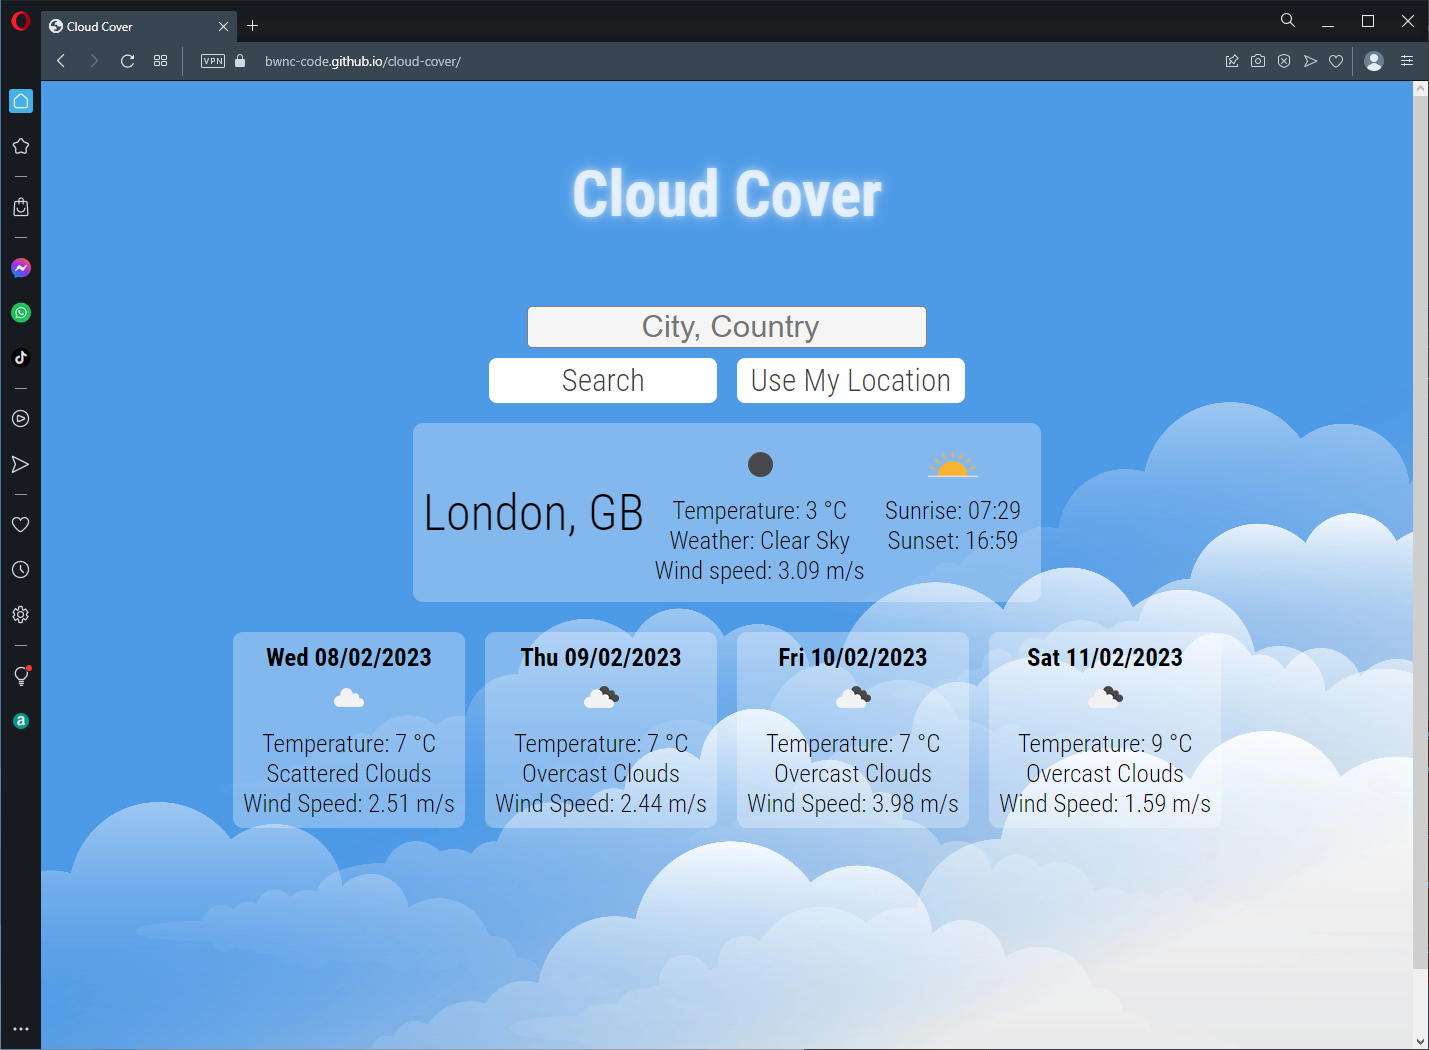 Cloud Cover
VPN
bwnc-code.github.io/cloud-cover/
Cloud Cover
City, Country
Search
Use My Location
London, GB
Temperature: 3 °C
Weather: Clear Sky
Wind speed: 3.09 m/s
Sunrise: 07:29
Sunset: 16:59
Wed 08/02/2023
Temperature: 7 °C
Scattered Clouds
Wind Speed: 2.51 m/s
Thu 09/02/2023
Temperature: 7 °C
Overcast Clouds
Wind Speed: 2.44 m/s
Fri 10/02/2023
Temperature: 7 °C
Overcast Clouds
Wind Speed: 3.98 m/s
Sat 11/02/2023
Temperature: 9 °C
Overcast Clouds
Wind Speed: 1.59 m/s
a